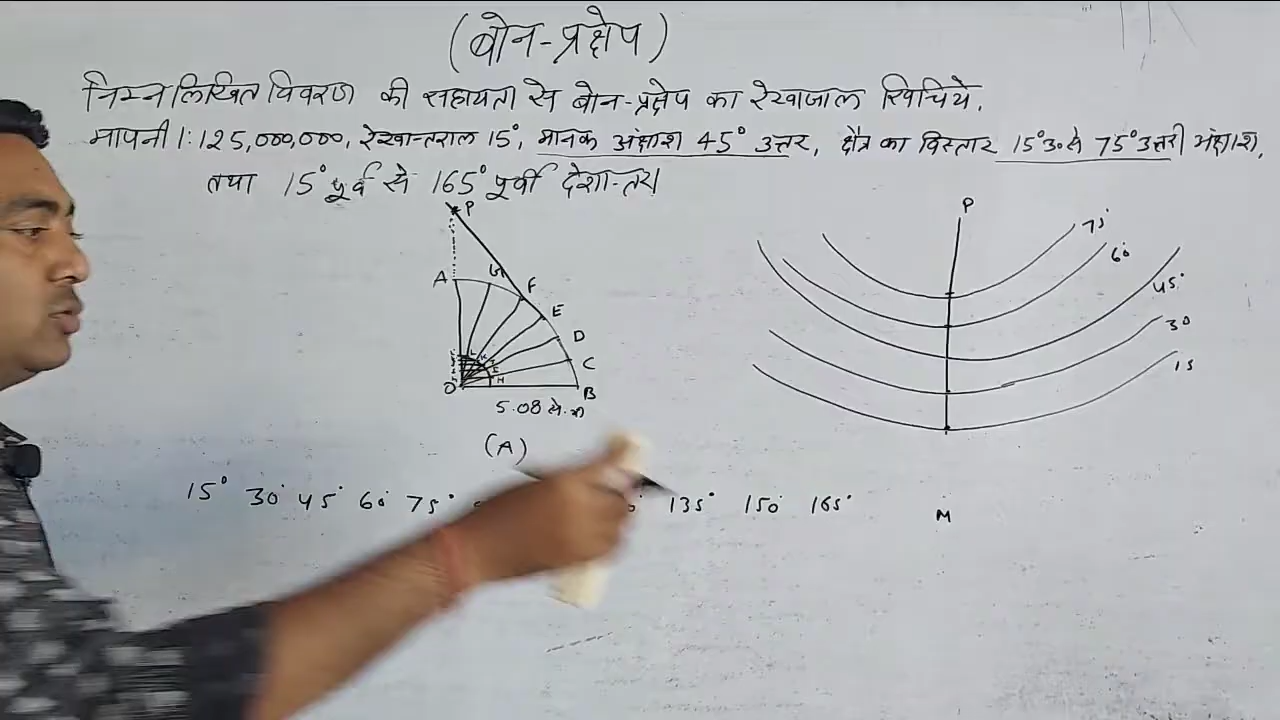 (बोन-प्रक्षेप)
निम्नलिखित विवरण की सहायता से बोन-प्रक्षेप का रेखाजाल खिचिये.
मापनी 1:125,000,000, रेखान्तराल 15°, मानक अंक्षाश 45° उत्तर, क्षेत्र का विस्तार 15°उ० से 75° उत्तरी अंक्षाश,
तथा 15° पूर्व से 165° पूर्वी देशान्तर।
P
A
G
F
E
D
C
B
O
H
5.08 से.मी
(A)
P
75°
60°
45°
30
15
M
15° 30° 45° 60° 75° 135° 150° 165°